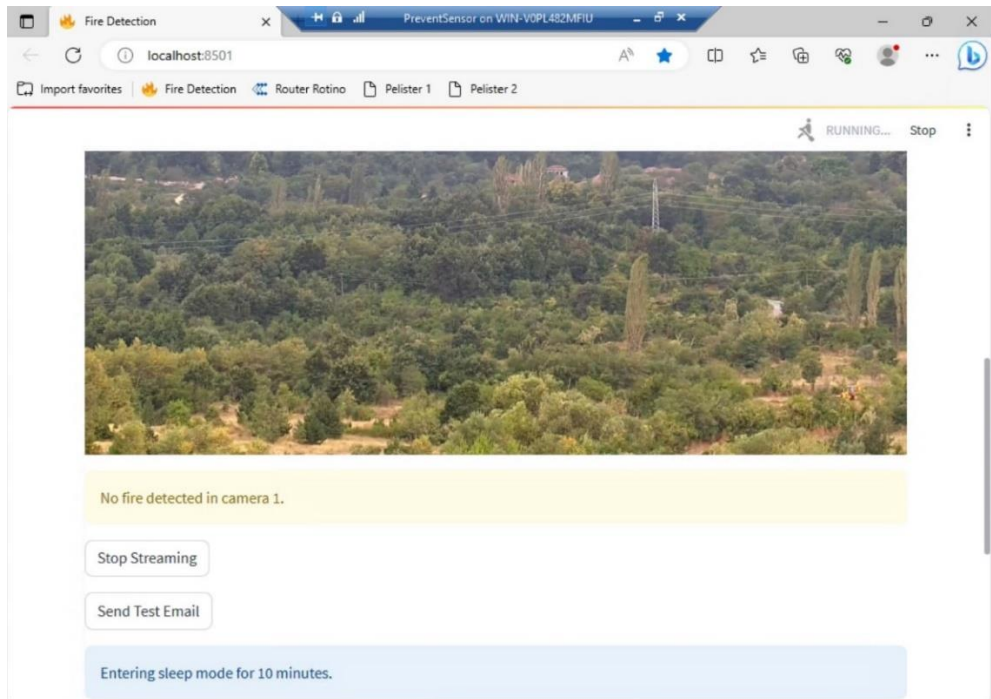 Fire Detection
PreventSensor on WIN-V0PL482MFIU
localhost:8501
Import favorites Fire Detection Router Rotino Pelister 1 Pelister 2
RUNNING... Stop
No fire detected in camera 1.
Stop Streaming
Send Test Email
Entering sleep mode for 10 minutes.